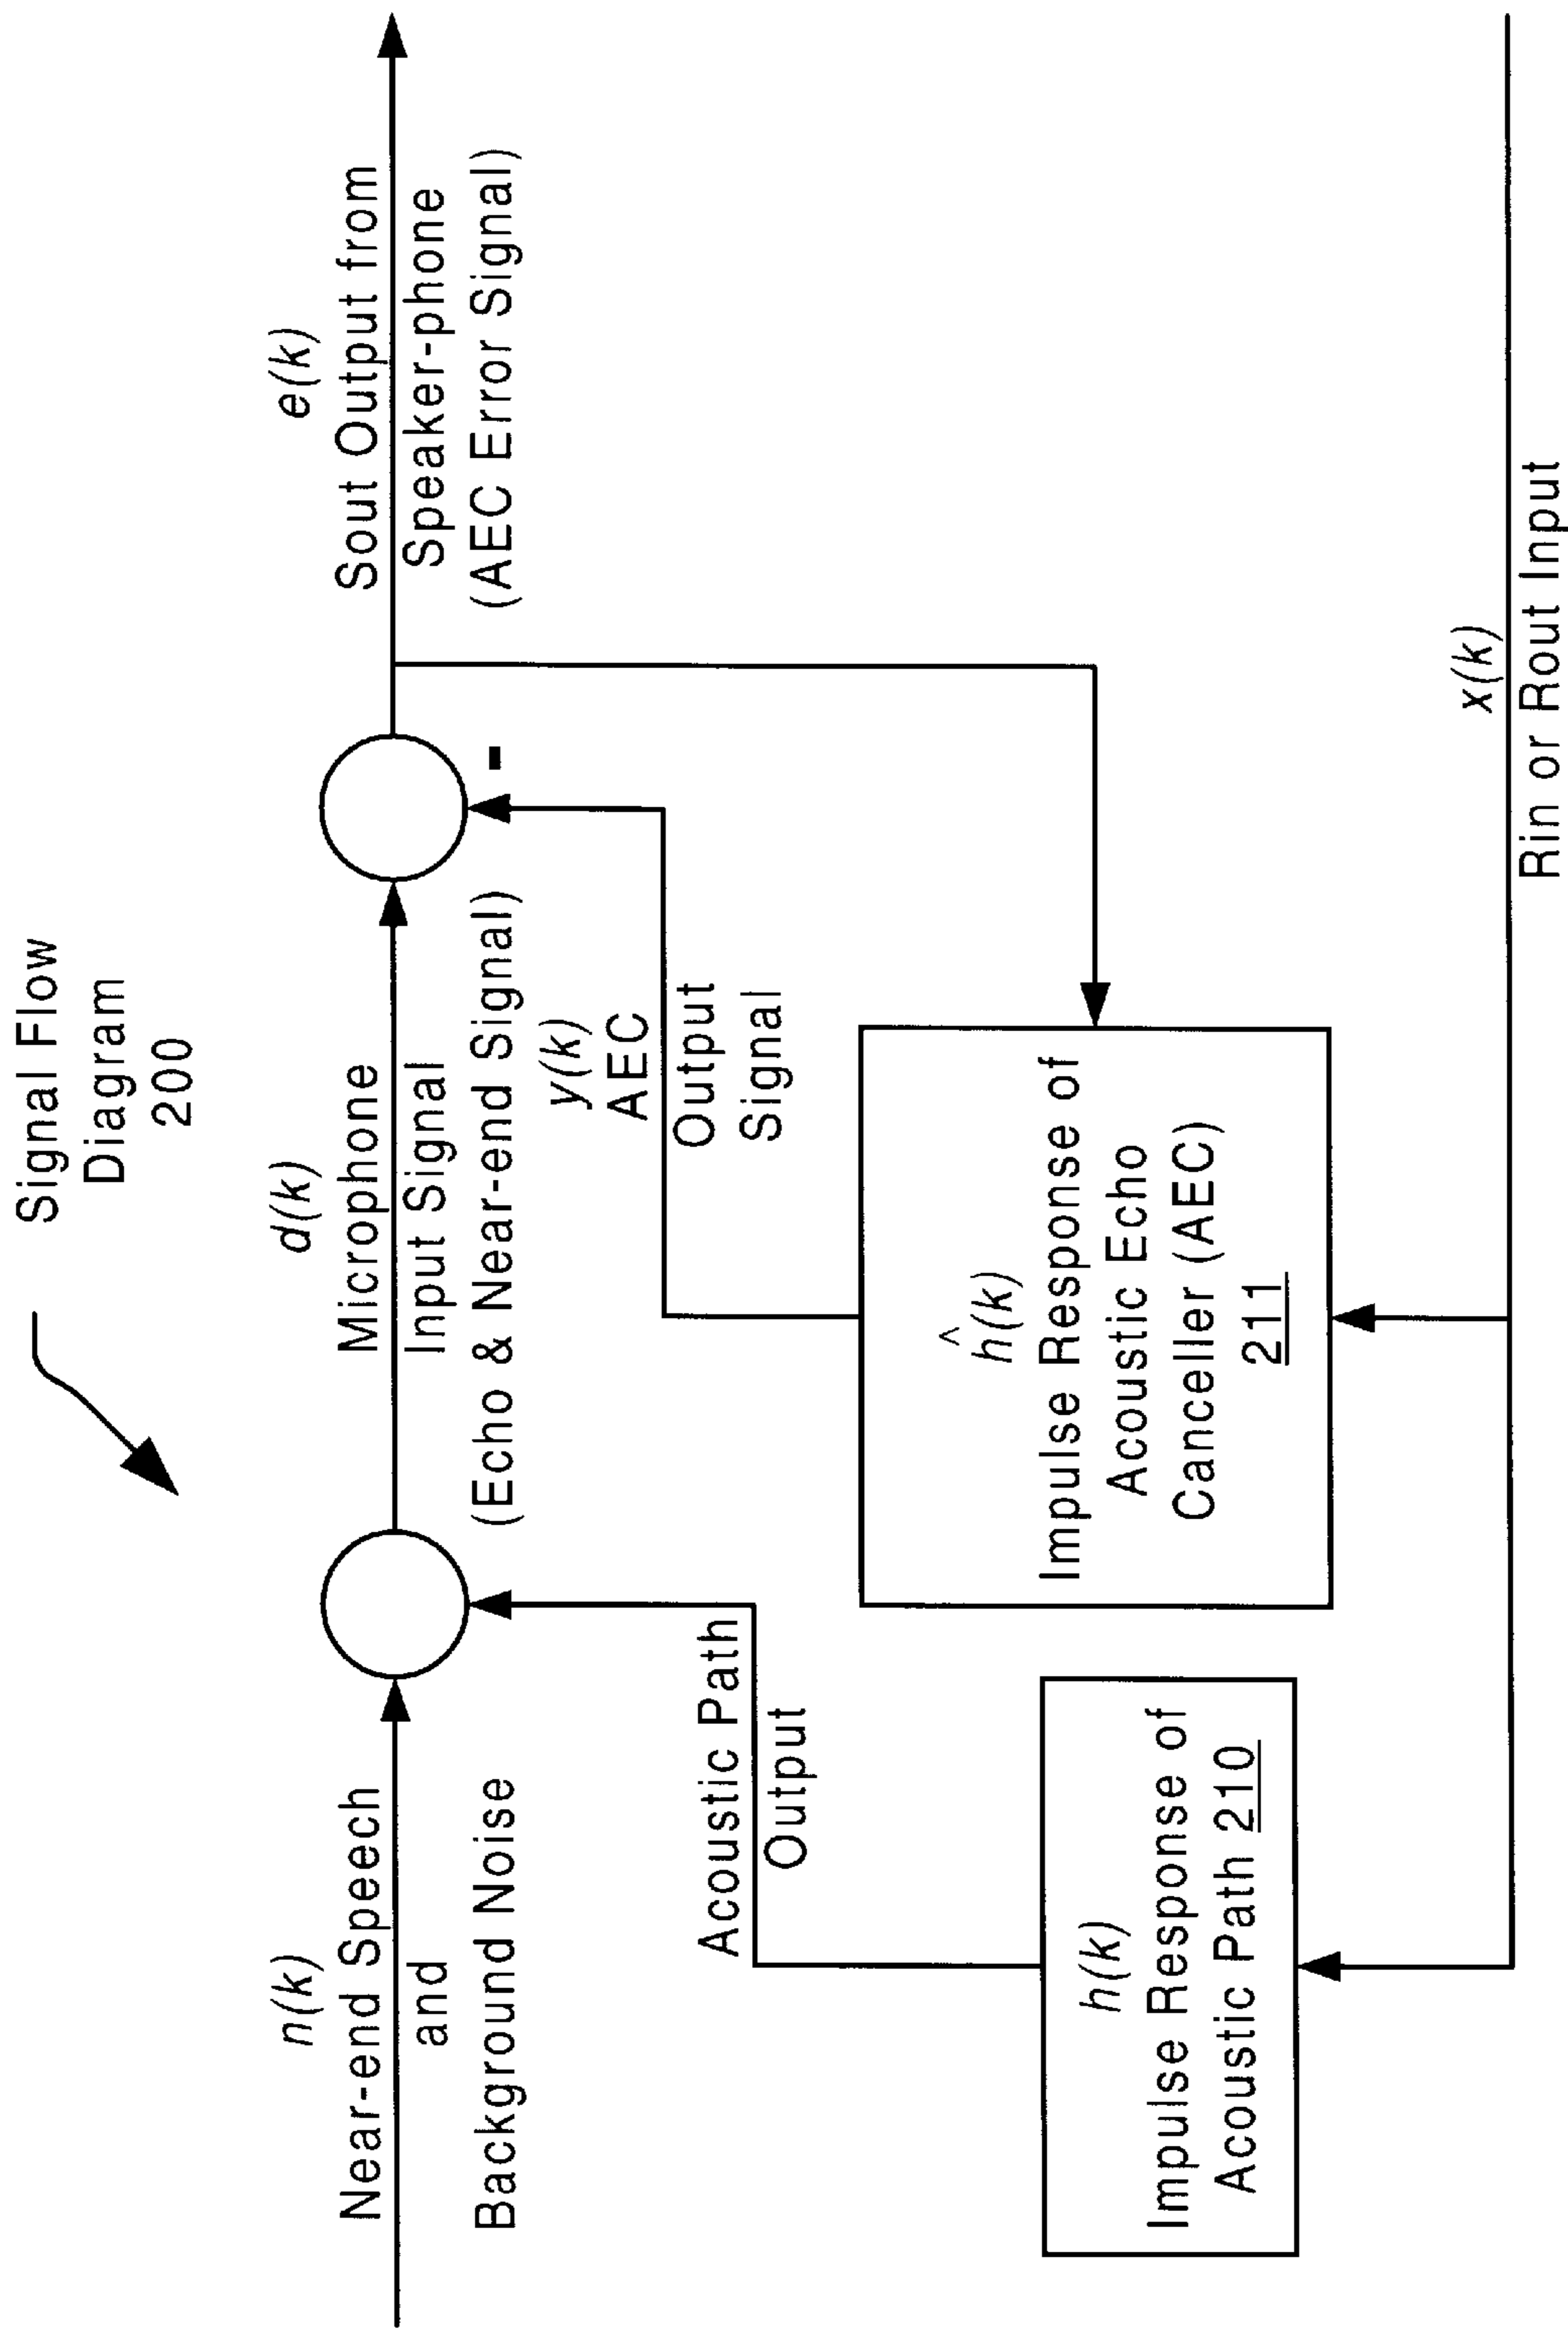 Signal Flow
Diagram
200
n(k)
Near-end Speech
and
Background Noise
d(k)
Microphone
Input Signal
(Echo & Near-end Signal)
e(k)
Sout Output from
Speaker-phone
(AEC Error Signal)
y(k)
AEC
Output
Signal
Acoustic Path
Output
h(k)
Impulse Response of
Acoustic Path 210
ĥ(k)
Impulse Response of
Acoustic Echo
Canceller (AEC)
211
-
x(k)
Rin or Rout Input